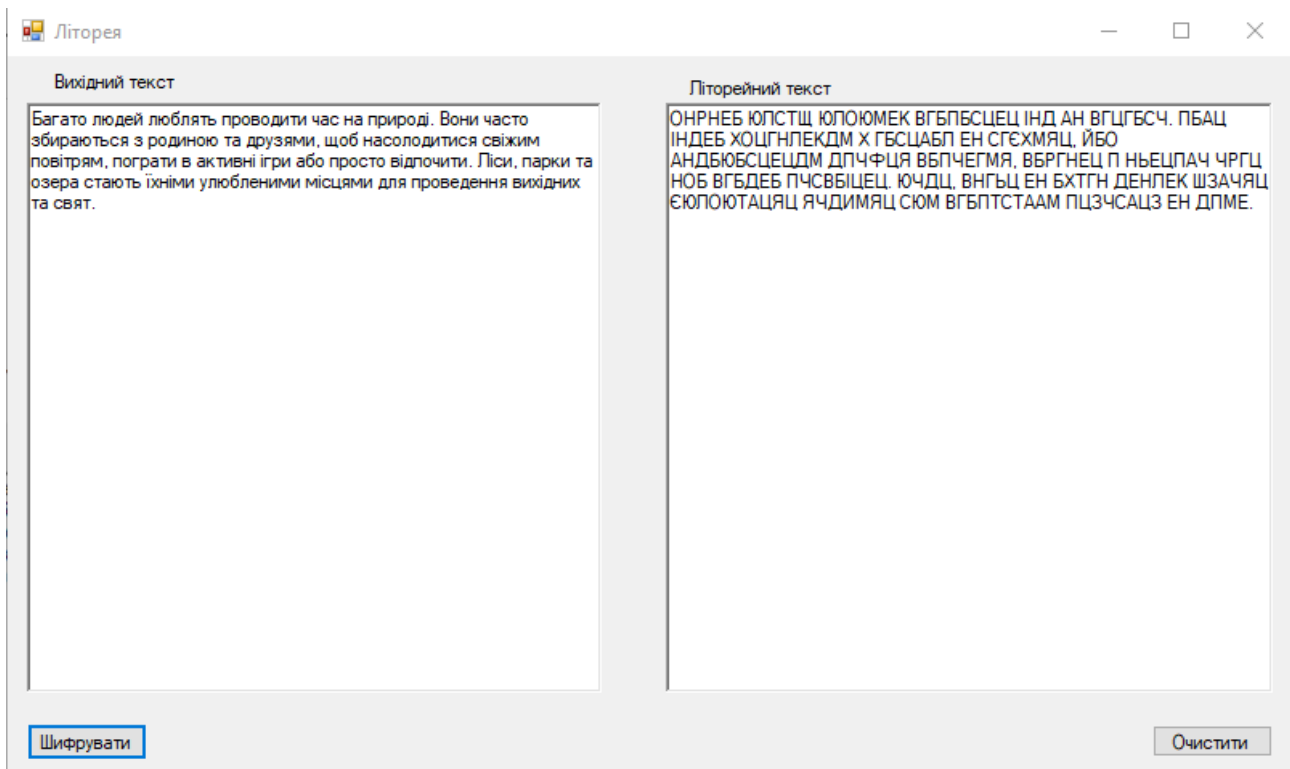 Літорея
Вихідний текст
Багато людей люблять проводити час на природі. Вони часто
збираються з родиною та друзями, щоб насолодитися свіжим
повітрям, пограти в активні ігри або просто відпочити. Ліси, парки та
озера стають їхніми улюбленими місцями для проведення вихідних
та свят.
Літорейний текст
ОНРНЕБ ЮЛСТЩ ЮЛОЮМЕК ВГБПБСЦЕЦ ІНД АН ВГЦГБСЧ. ПБАЦ
ІНДЕБ ХОЦГНЛЕКДМ Х ГБСЦАБЛ ЕН СГЄХМЯЦ, ЙБО
АНДБЮБСЦЕЦДМ ДПЧФЦЯ ВБПЧЕГМЯ, ВБРГНЕЦ П НЬЕЦПАЧ ЧРГЦ
НОБ ВГБДЕБ ПЧСВБІЦЕЦ. ЮЧДЦ, ВНГЬЦ ЕН БХТГН ДЕНЛЕК ШЗАЧЯЦ
ЄЮЛОЮТАЦЯЦ ЯЧДИМЯЦ СЮМ ВГБПТСТААМ ПЦЗЧСАЦЗ ЕН ДПМЕ.
Шифрувати
Очистити